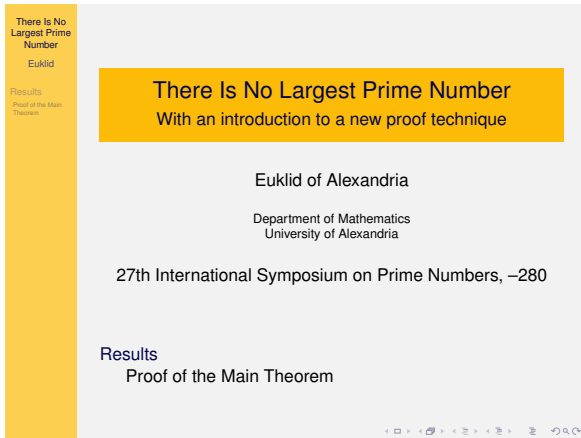 There Is No
Largest Prime
Number
Euklid
Results
Proof of the Main
Theorem
There Is No Largest Prime Number
With an introduction to a new proof technique
Euklid of Alexandria
Department of Mathematics
University of Alexandria
27th International Symposium on Prime Numbers, –280
Results
Proof of the Main Theorem